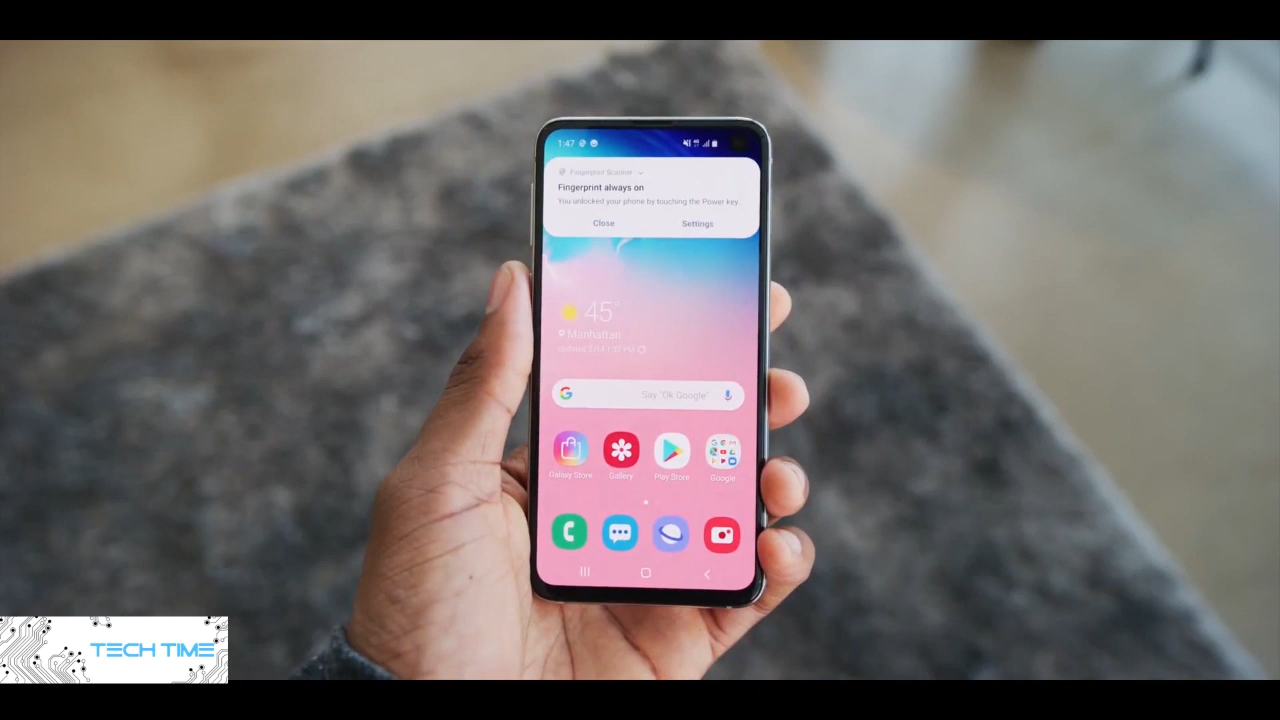 1:47
Fingerprint Scanner
Fingerprint always on
You unlocked your phone by touching the Power key.
Close
Settings
45°
Manhattan
Say "Ok Google"
Galaxy Store
Gallery
Play Store
Google
TECH TIME